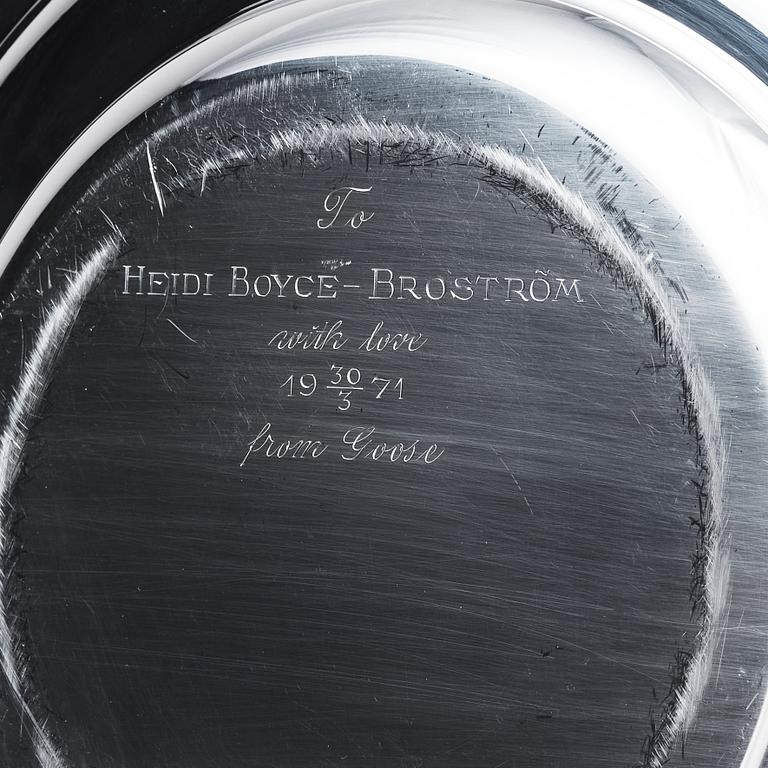 To
HEIDI BOYCE-BROSTRÖM
with love
19 30/3 71
from Goose